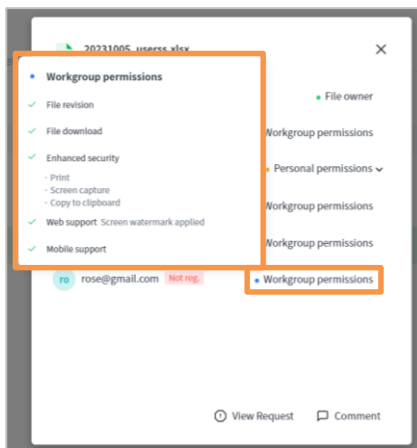 20231005_userss.xlsx
Workgroup permissions
File revision
File download
Enhanced security
- Print
- Screen capture
- Copy to clipboard
Web support Screen watermark applied
Mobile support
File owner
Workgroup permissions
Personal permissions
Workgroup permissions
Workgroup permissions
ro rose@gmail.com Not reg. Workgroup permissions
View Request Comment